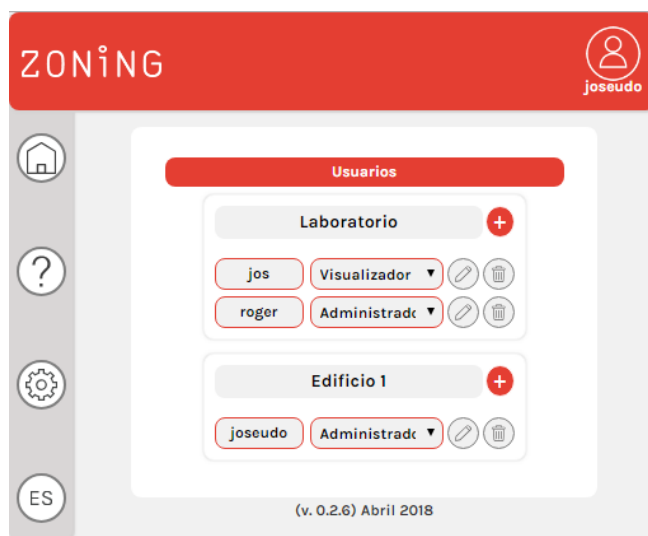 ZONiNG
joseudo
Usuarios
Laboratorio +
jos Visualizador ▼
roger Administrado ▼
Edificio 1 +
joseudo Administrado ▼
?
ES
(v. 0.2.6) Abril 2018